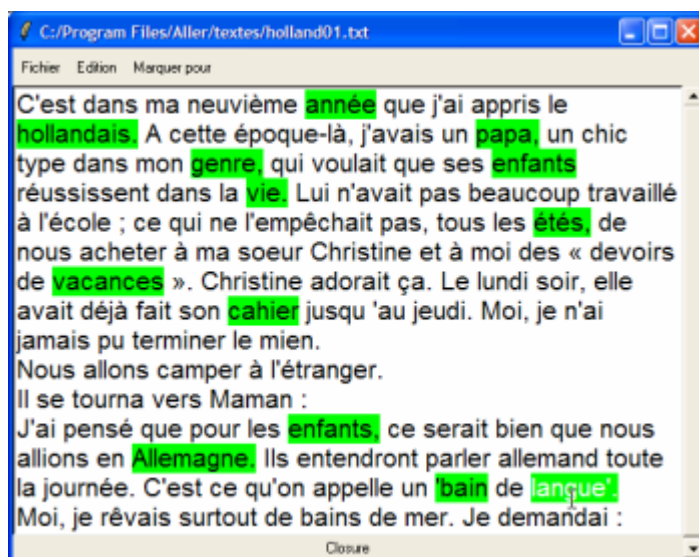 C:/Program Files/Aller/textes/holland01.txt
Fichier Edition Marquer pour
C'est dans ma neuvième année que j'ai appris le
hollandais. A cette époque-là, j'avais un papa, un chic
type dans mon genre, qui voulait que ses enfants
réussissent dans la vie. Lui n'avait pas beaucoup travaillé
à l'école ; ce qui ne l'empêchait pas, tous les étés, de
nous acheter à ma soeur Christine et à moi des « devoirs
de vacances ». Christine adorait ça. Le lundi soir, elle
avait déjà fait son cahier jusqu 'au jeudi. Moi, je n'ai
jamais pu terminer le mien.
Nous allons camper à l'étranger.
Il se tourna vers Maman :
J'ai pensé que pour les enfants, ce serait bien que nous
allions en Allemagne. Ils entendront parler allemand toute
la journée. C'est ce qu'on appelle un 'bain de langue'.
Moi, je rêvais surtout de bains de mer. Je demandai :
Closure